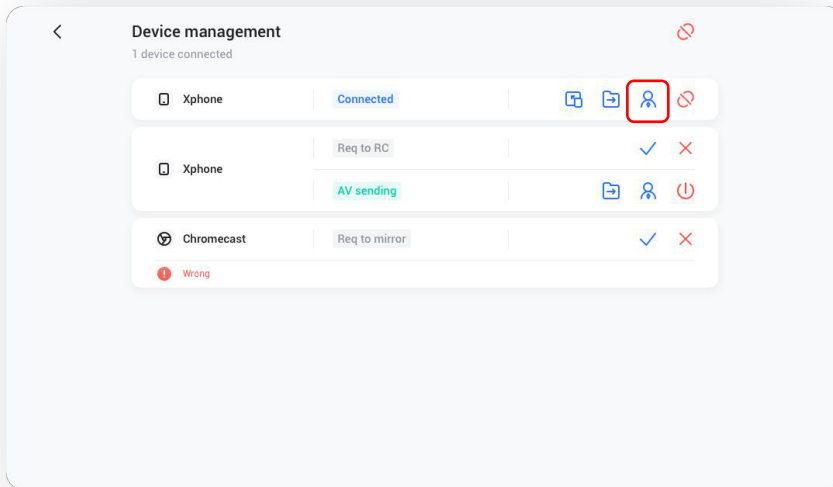 Device management
1 device connected
Xphone Connected
Req to RC
Xphone
AV sending
Chromecast Req to mirror
Wrong